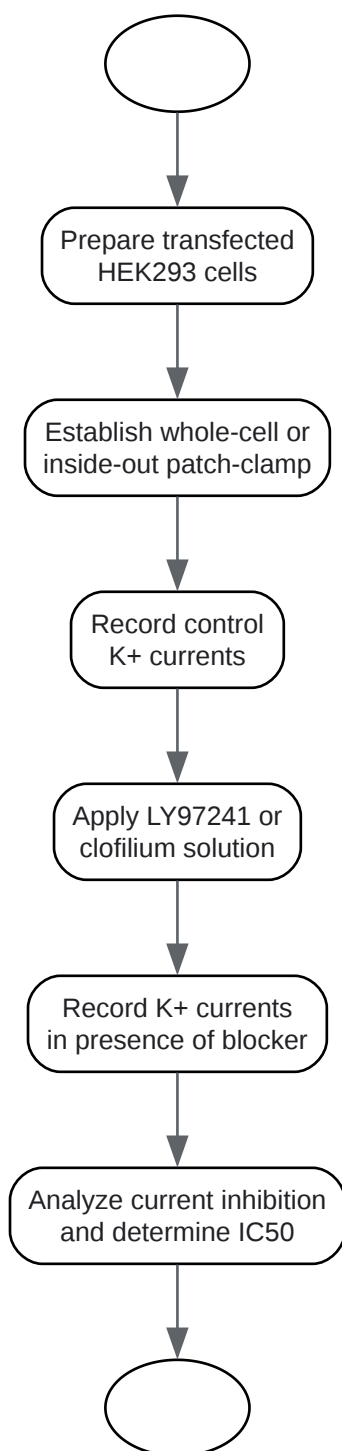 Prepare transfected
HEK293 cells
Establish whole-cell or
inside-out patch-clamp
Record control
K+ currents
Apply LY97241 or
clofilium solution
Record K+ currents
in presence of blocker
Analyze current inhibition
and determine IC50